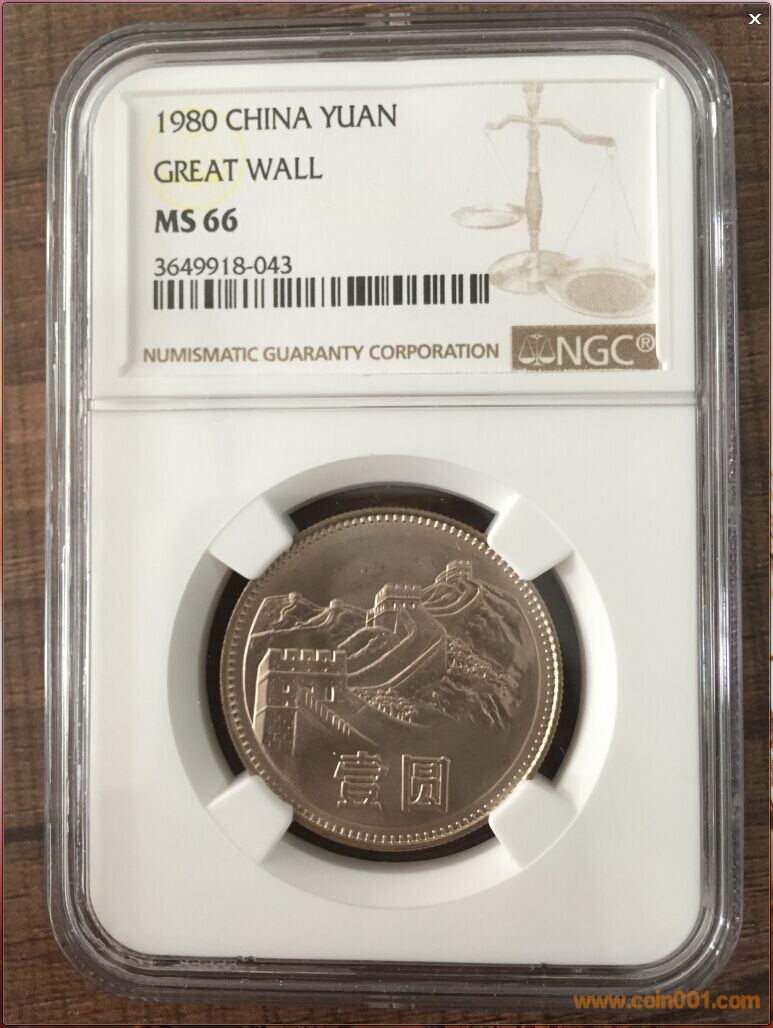 1980 CHINA YUAN
GREAT WALL
MS 66
3649918-043
NUMISMATIC GUARANTY CORPORATION
NGC®
壹圆
www.coin001.com